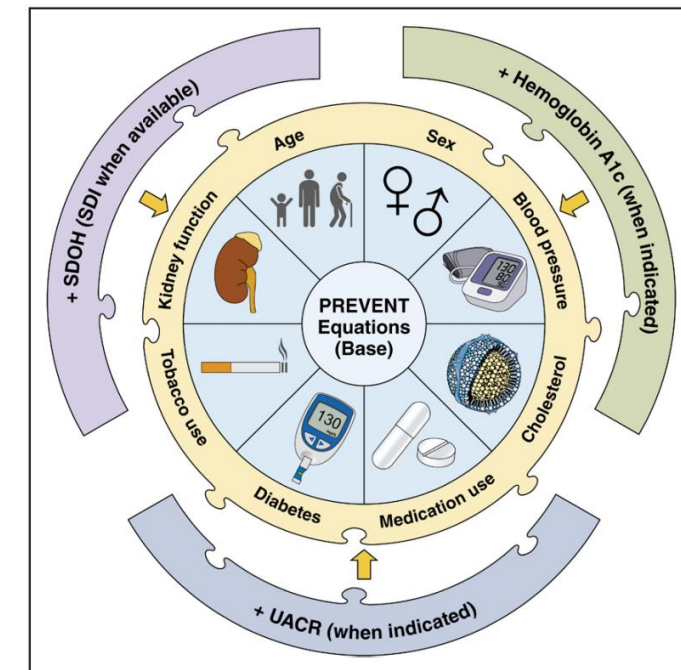 + SDOH (SDI when available)
+ Hemoglobin A1c (when indicated)
Age
Sex
Kidney function
Blood pressure
130
80
PREVENT
Equations
(Base)
Tobacco use
Cholesterol
130
Diabetes
Medication use
+ UACR (when indicated)